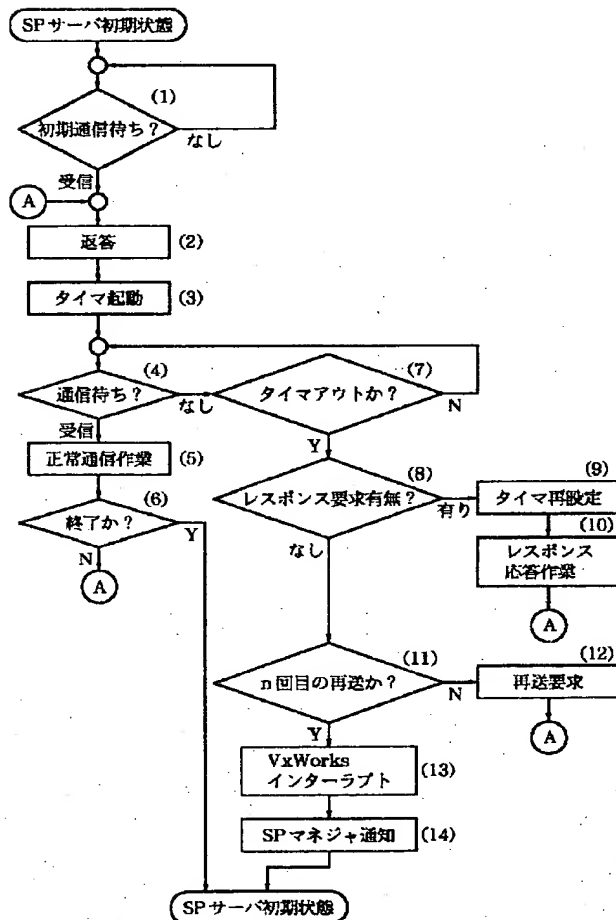 SPサーバ初期状態
(1)
初期通信待ち?
なし
受信
A
返答
(2)
タイマ起動
(3)
(4)
通信待ち?
なし
(7)
タイマアウトか?
N
受信
Y
正常通信作業
(5)
(8)
レスポンス要求有無?
有り
(9)
タイマ再設定
(6)
終了か?
Y
なし
(10)
レスポンス
応答作業
N
A
A
(11)
n回目の再送か?
N
(12)
再送要求
Y
A
VxWorks
インターラプト
(13)
SPマネジャ通知
(14)
SPサーバ初期状態